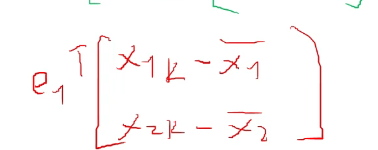 e₁ᵀ [ x₁ₖ − x̄₁
x₂ₖ − x̄₂ ]